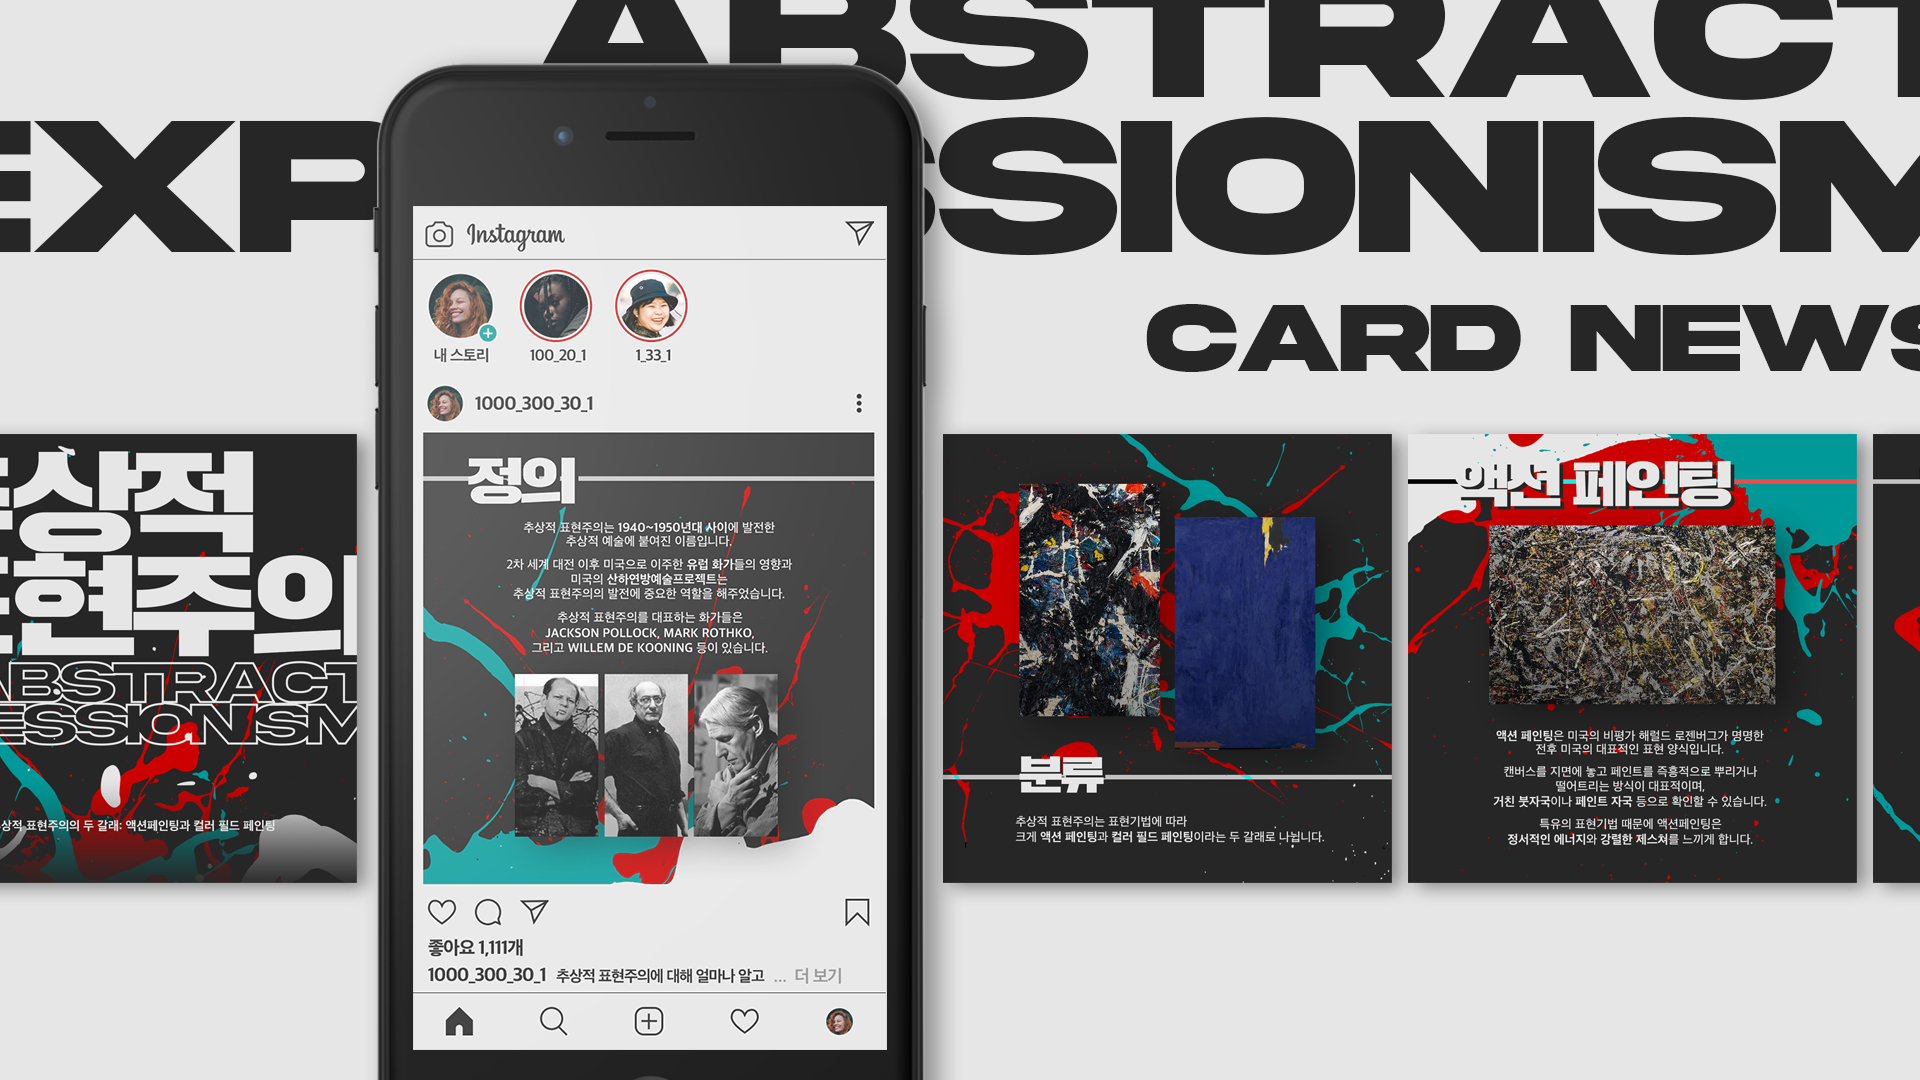 ABSTRACT
EXP
SSIONISM
CARD NEWS
Instagram
내 스토리
100_20_1
1_33_1
1000_300_30_1
정의
추상적 표현주의는 1940~1950년대 사이에 발전한
추상적 예술에 붙여진 이름입니다.
2차 세계 대전 이후 미국으로 이주한 유럽 화가들의 영향과
미국의 산하연방예술프로젝트는
추상적 표현주의의 발전에 중요한 역할을 해주었습니다.
추상적 표현주의를 대표하는 화가들은
JACKSON POLLOCK, MARK ROTHKO,
그리고 WILLEM DE KOONING 등이 있습니다.
좋아요 1,111개
1000_300_30_1 추상적 표현주의에 대해 얼마나 알고 ... 더 보기
추상적
표현주의
ABSTRACT
ESSIONISM
상적 표현주의의 두 갈래: 액션페인팅과 컬러 필드 페인팅
분류
추상적 표현주의는 표현기법에 따라
크게 액션 페인팅과 컬러 필드 페인팅이라는 두 갈래로 나뉩니다.
액션 페인팅
액션 페인팅은 미국의 비평가 해럴드 로젠버그가 명명한
전후 미국의 대표적인 표현 양식입니다.
캔버스를 지면에 놓고 페인트를 즉흥적으로 뿌리거나
떨어트리는 방식이 대표적이며,
거친 붓자국이나 페인트 자국 등으로 확인할 수 있습니다.
특유의 표현기법 때문에 액션페인팅은
정서적인 에너지와 강렬한 제스쳐를 느끼게 합니다.